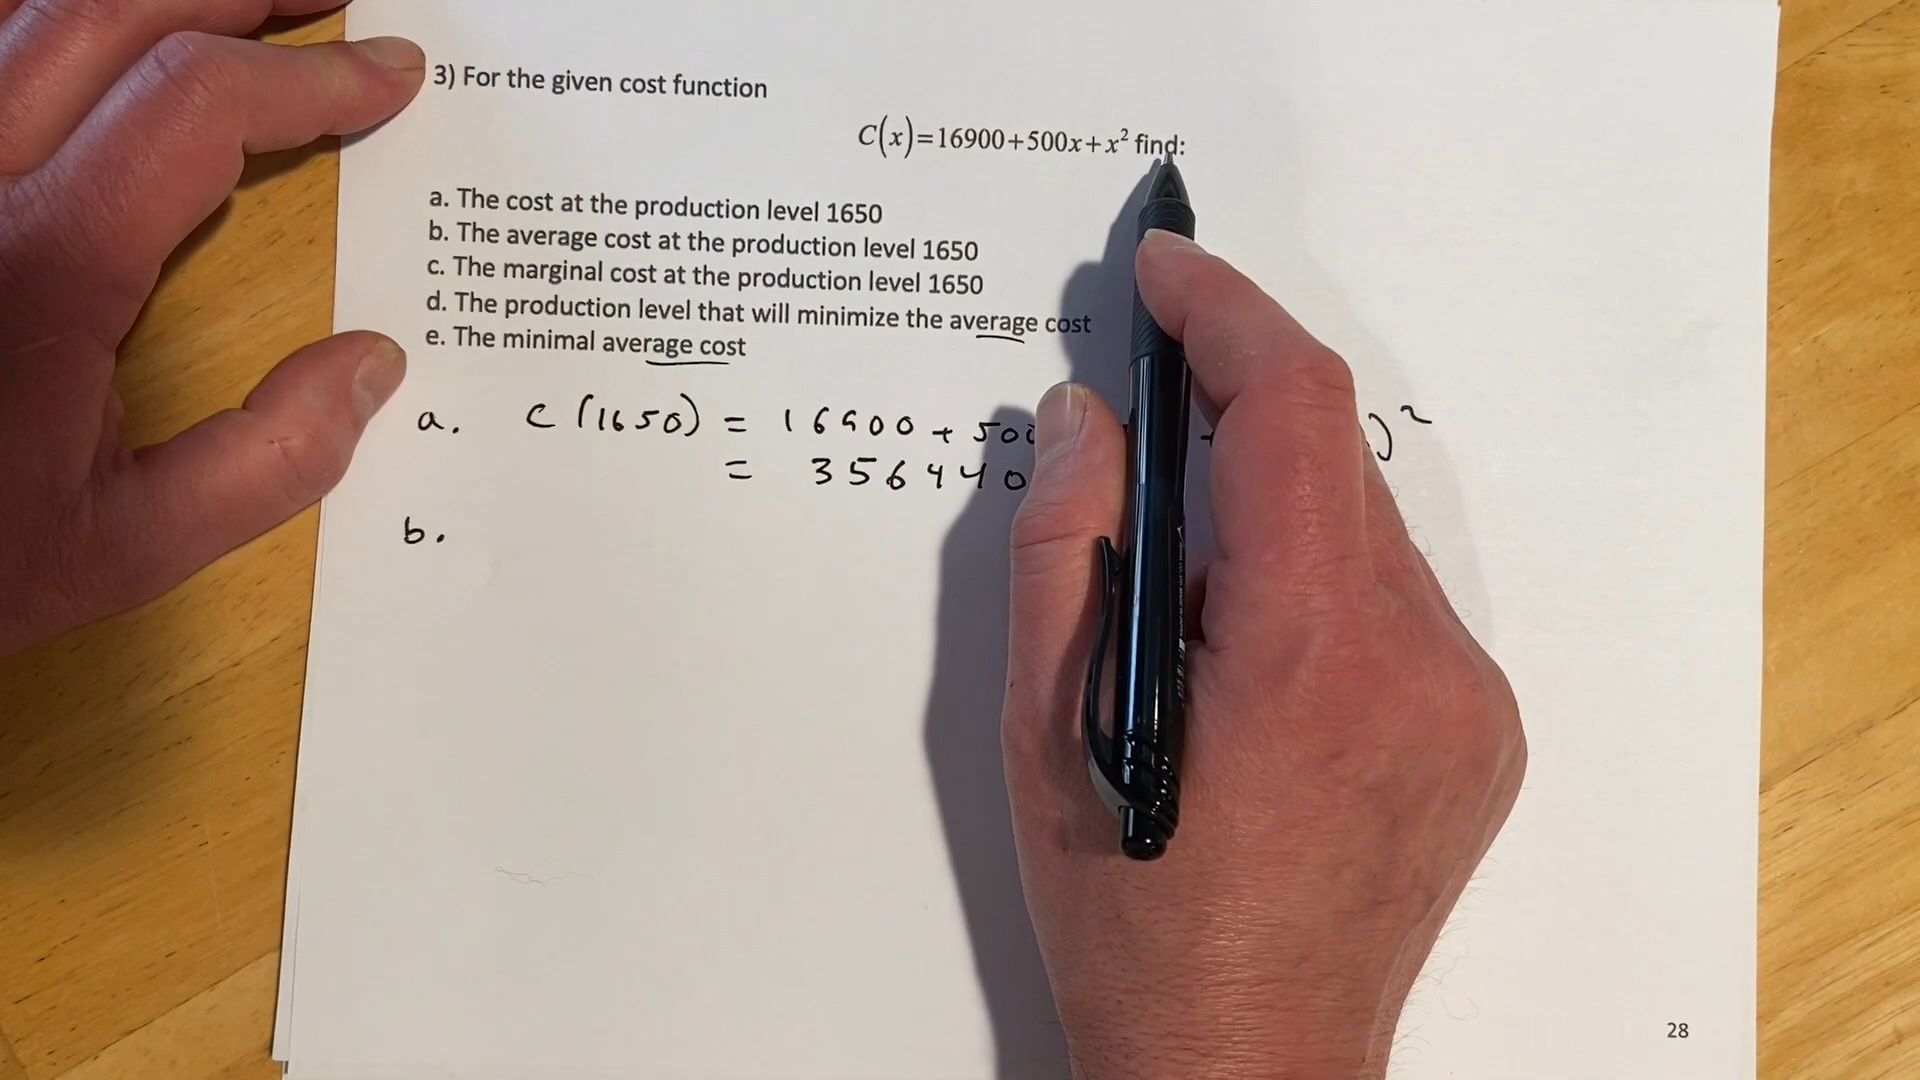 3) For the given cost function
C(x)=16900+500x+x² find:
a. The cost at the production level 1650
b. The average cost at the production level 1650
c. The marginal cost at the production level 1650
d. The production level that will minimize the average cost
e. The minimal average cost
a. C(1650) = 16900 + 500 + )²
= 356440
b.
28